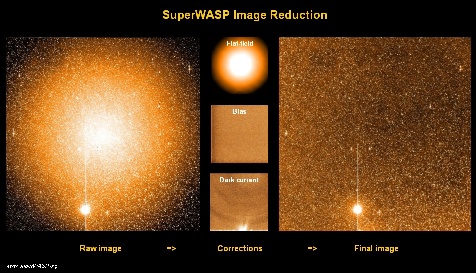 SuperWASP Image Reduction
Flat-field
Bias
Dark current
Raw image => Corrections => Final image